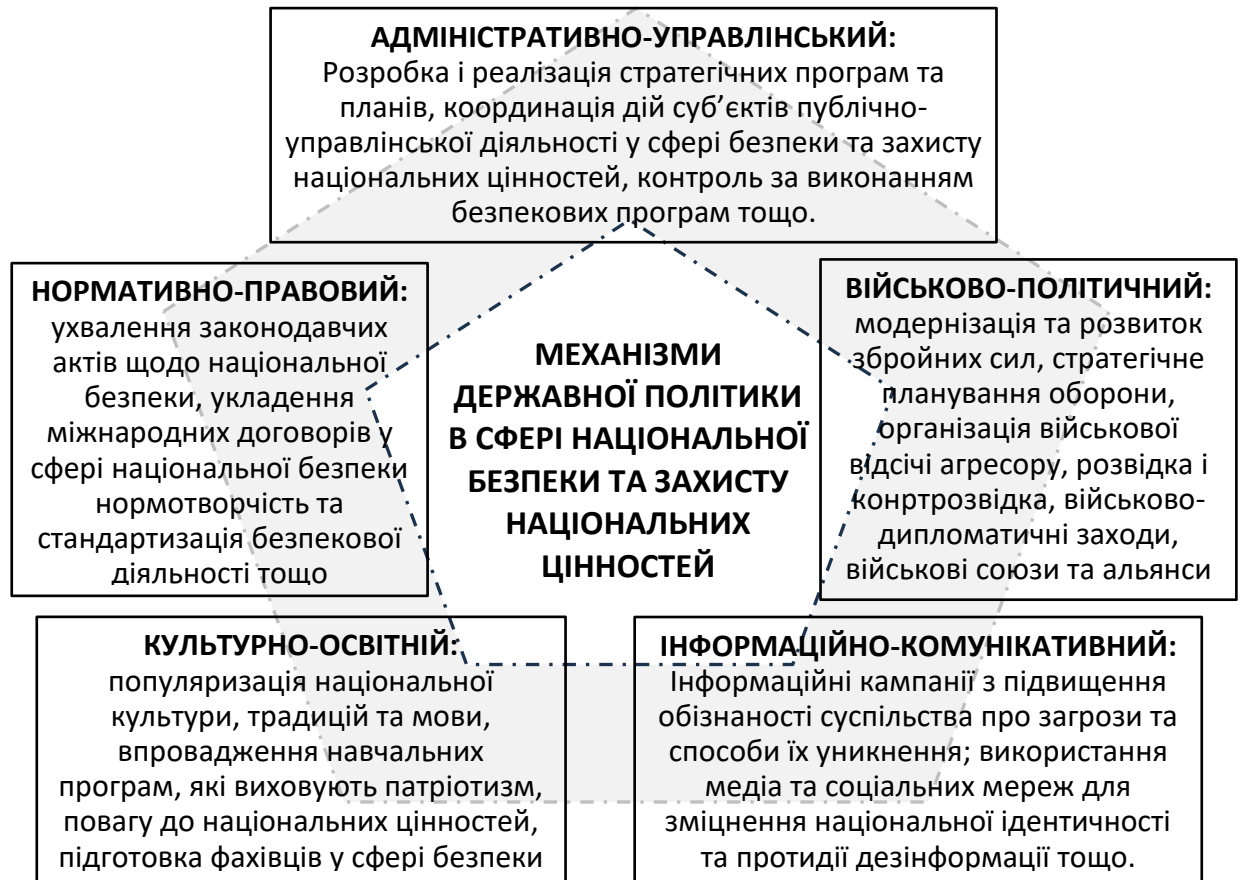 АДМІНІСТРАТИВНО-УПРАВЛІНСЬКИЙ:
Розробка і реалізація стратегічних програм та
планів, координація дій суб’єктів публічно-
управлінської діяльності у сфері безпеки та захисту
національних цінностей, контроль за виконанням
безпекових програм тощо.
НОРМАТИВНО-ПРАВОВИЙ:
ухвалення законодавчих
актів щодо національної
безпеки, укладення
міжнародних договорів у
сфері національної безпеки
нормотворчість та
стандартизація безпекової
діяльності тощо
МЕХАНІЗМИ
ДЕРЖАВНОЇ ПОЛІТИКИ
В СФЕРІ НАЦІОНАЛЬНОЇ
БЕЗПЕКИ ТА ЗАХИСТУ
НАЦІОНАЛЬНИХ
ЦІННОСТЕЙ
ВІЙСЬКОВО-ПОЛІТИЧНИЙ:
модернізація та розвиток
збройних сил, стратегічне
планування оборони,
організація військової
відсічі агресору, розвідка і
конртрозвідка, військово-
дипломатичні заходи,
військові союзи та альянси
КУЛЬТУРНО-ОСВІТНІЙ:
популяризація національної
культури, традицій та мови,
впровадження навчальних
програм, які виховують патріотизм,
повагу до національних цінностей,
підготовка фахівців у сфері безпеки
ІНФОРМАЦІЙНО-КОМУНІКАТИВНИЙ:
Інформаційні кампанії з підвищення
обізнаності суспільства про загрози та
способи їх уникнення; використання
медіа та соціальних мереж для
зміцнення національної ідентичності
та протидії дезінформації тощо.